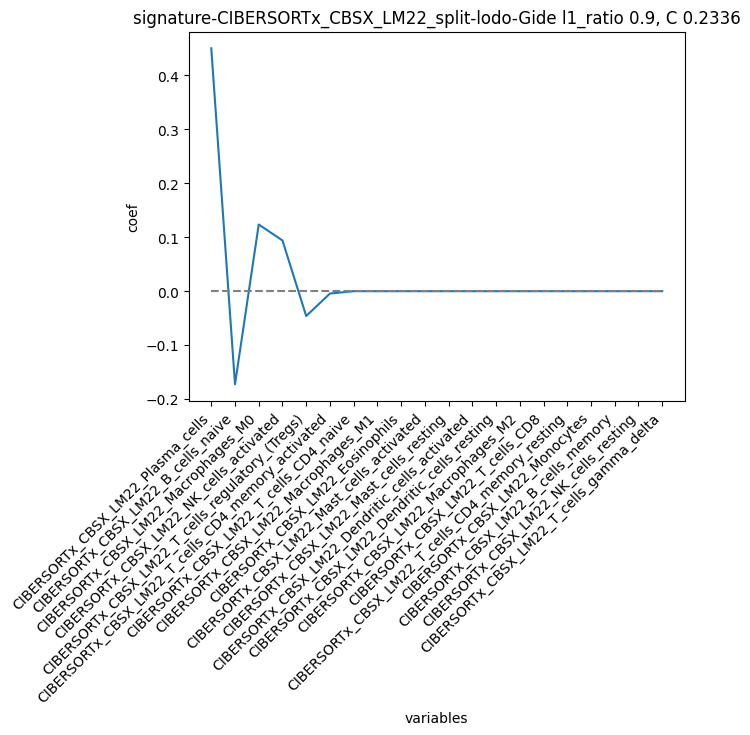 signature-CIBERSORTx_CBSX_LM22_split-lodo-Gide l1_ratio 0.9, C 0.2336
coef
0.4
0.3
0.2
0.1
0.0
−0.1
−0.2
CIBERSORTx_CBSX_LM22_Plasma_cells
CIBERSORTx_CBSX_LM22_B_cells_naive
CIBERSORTx_CBSX_LM22_Macrophages_M0
CIBERSORTx_CBSX_LM22_NK_cells_activated
CIBERSORTx_CBSX_LM22_T_cells_regulatory_(Tregs)
CIBERSORTx_CBSX_LM22_T_cells_CD4_memory_activated
CIBERSORTx_CBSX_LM22_T_cells_CD4_naive
CIBERSORTx_CBSX_LM22_Macrophages_M1
CIBERSORTx_CBSX_LM22_Eosinophils
CIBERSORTx_CBSX_LM22_Mast_cells_activated
CIBERSORTx_CBSX_LM22_Mast_cells_resting
CIBERSORTx_CBSX_LM22_Dendritic_cells_activated
CIBERSORTx_CBSX_LM22_Dendritic_cells_resting
CIBERSORTx_CBSX_LM22_Macrophages_M2
CIBERSORTx_CBSX_LM22_T_cells_CD8
CIBERSORTx_CBSX_LM22_T_cells_CD4_memory_resting
CIBERSORTx_CBSX_LM22_Monocytes
CIBERSORTx_CBSX_LM22_B_cells_memory
CIBERSORTx_CBSX_LM22_NK_cells_resting
CIBERSORTx_CBSX_LM22_T_cells_gamma_delta
variables